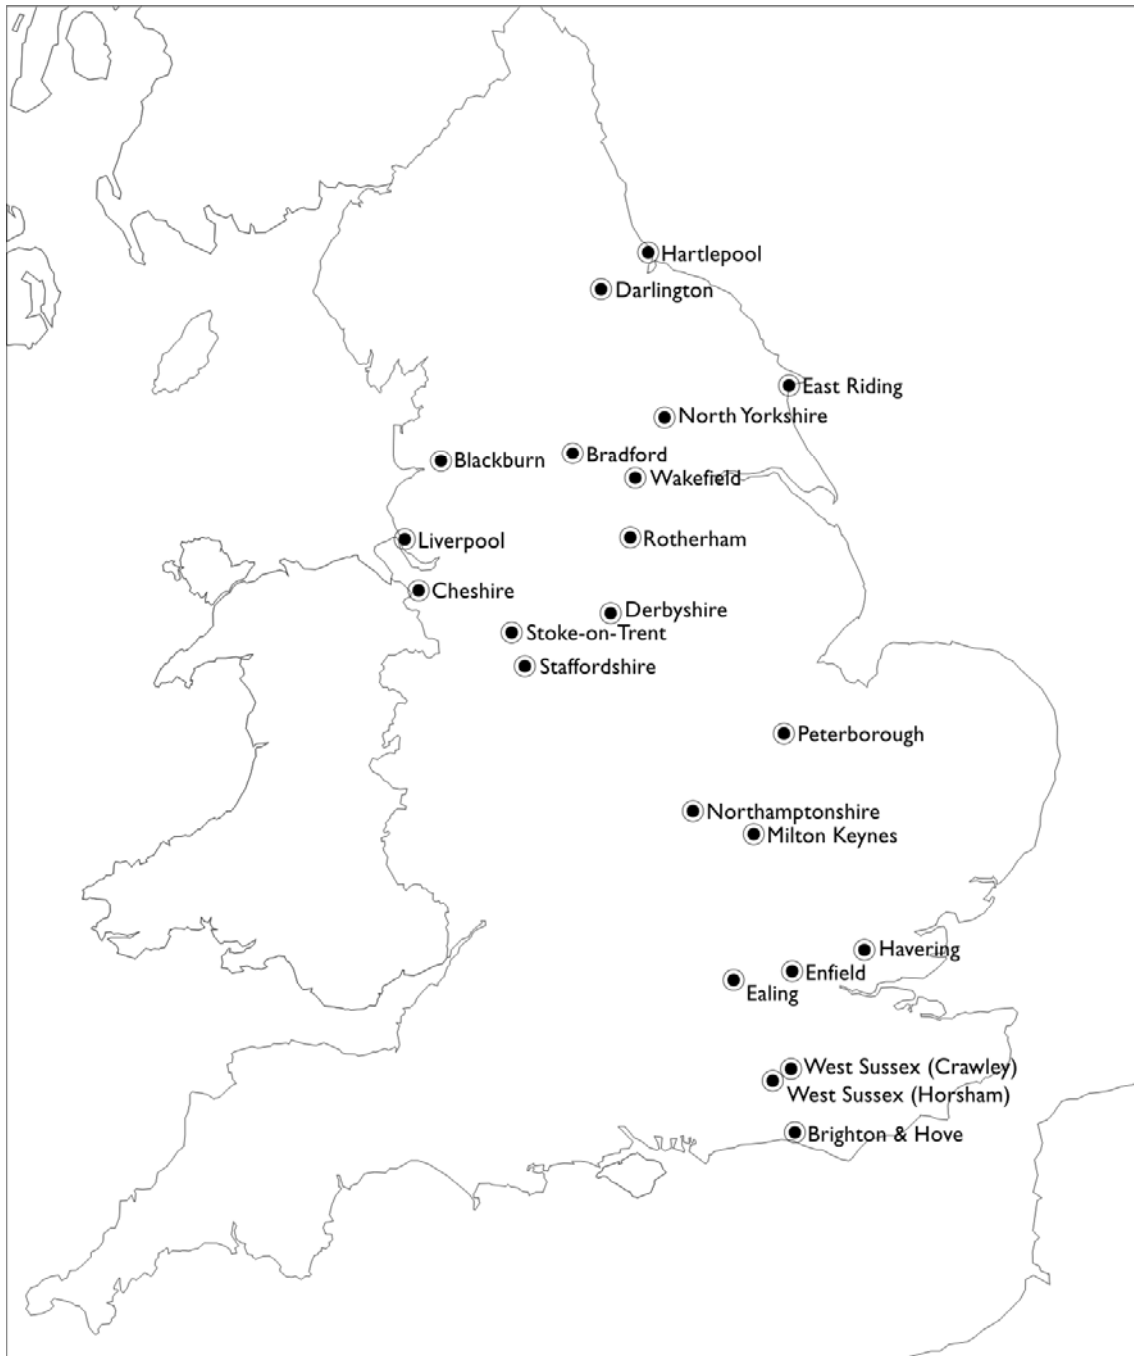 Hartlepool
Darlington
East Riding
North Yorkshire
Bradford
Blackburn
Wakefield
Liverpool
Rotherham
Cheshire
Derbyshire
Stoke-on-Trent
Staffordshire
Peterborough
Northamptonshire
Milton Keynes
Havering
Enfield
Ealing
West Sussex (Crawley)
West Sussex (Horsham)
Brighton & Hove